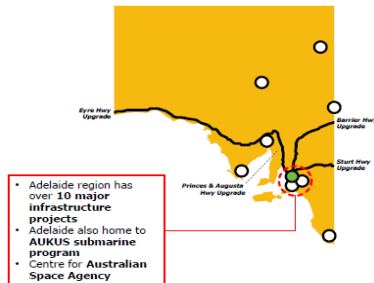 Eyre Hwy
Upgrade
Barrier Hwy
Upgrade
Sturt Hwy
Upgrade
Princes & Augusta
Hwy Upgrade
• Adelaide region has
over 10 major
infrastructure
projects
• Adelaide also home to
AUKUS submarine
program
• Centre for Australian
Space Agency